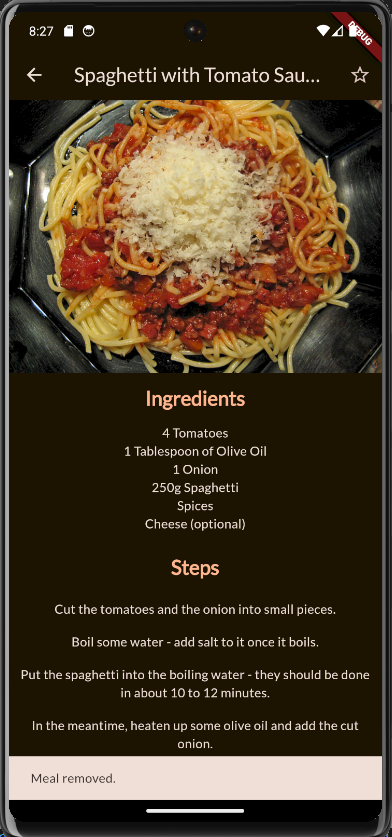 8:27
DEBUG
Spaghetti with Tomato Sau...
Ingredients
4 Tomatoes
1 Tablespoon of Olive Oil
1 Onion
250g Spaghetti
Spices
Cheese (optional)
Steps
Cut the tomatoes and the onion into small pieces.
Boil some water - add salt to it once it boils.
Put the spaghetti into the boiling water - they should be done
in about 10 to 12 minutes.
In the meantime, heaten up some olive oil and add the cut
onion.
Meal removed.